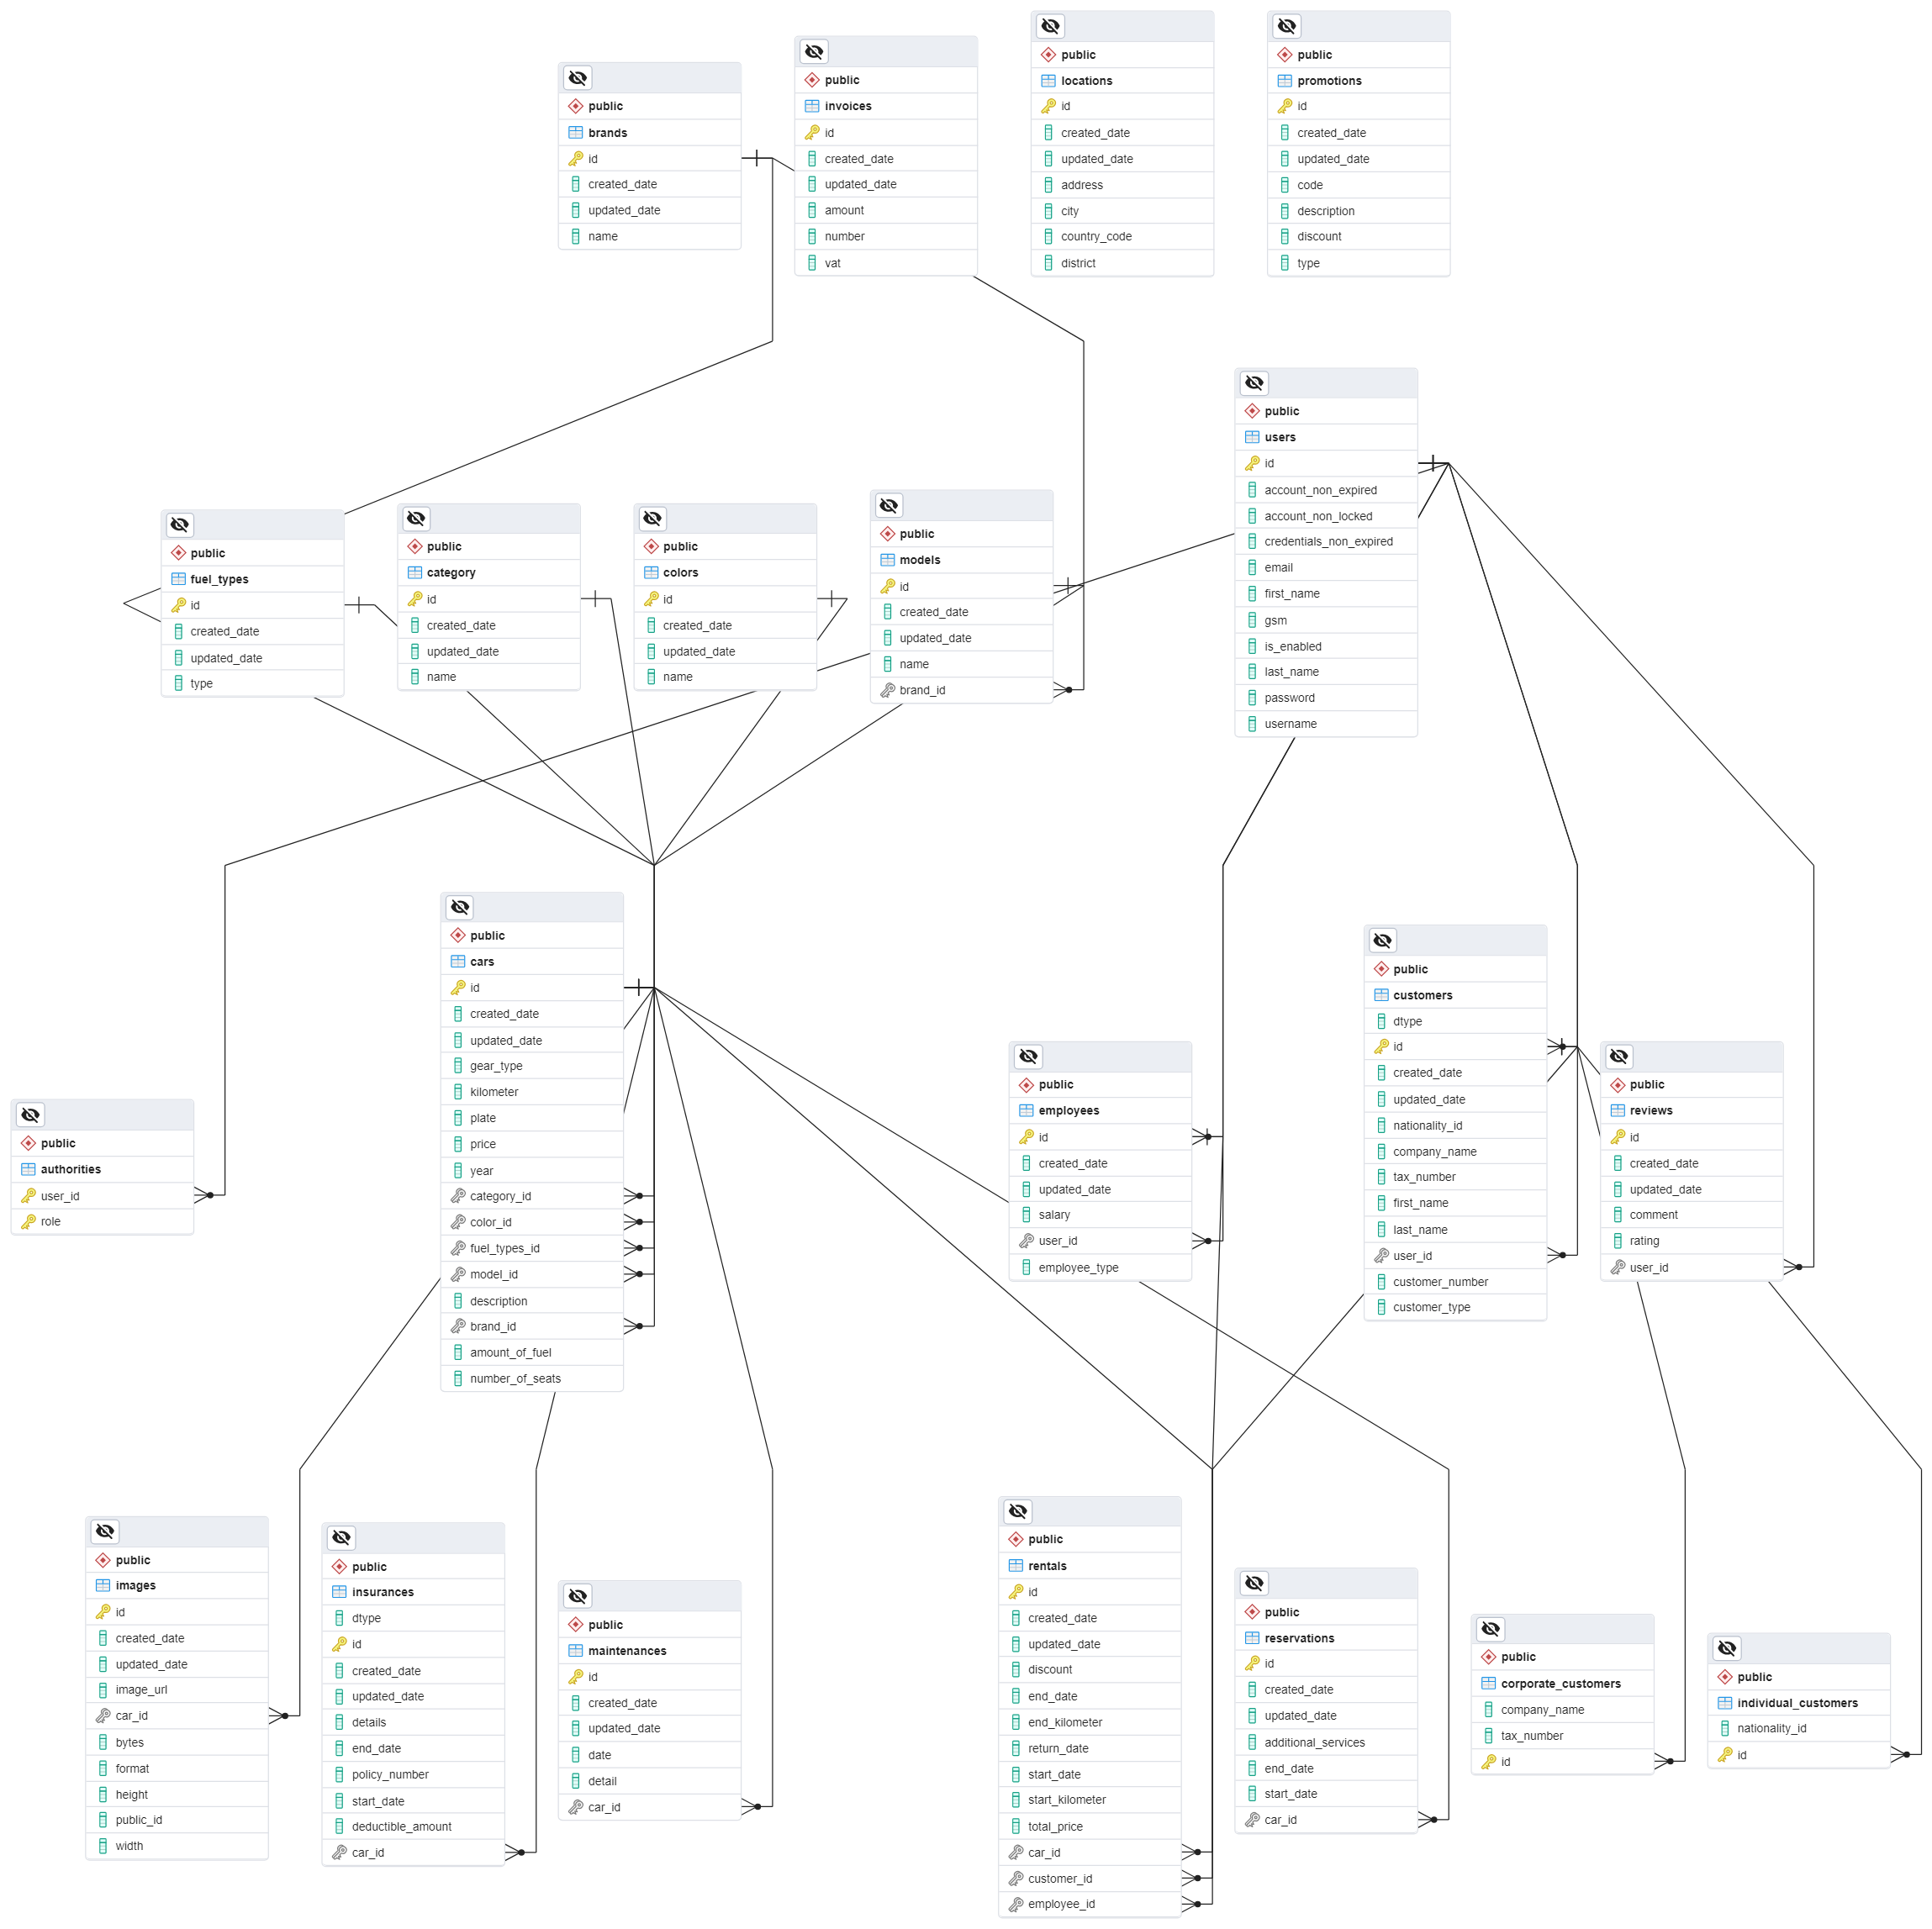 public
brands
id
created_date
updated_date
name
public
invoices
id
created_date
updated_date
amount
number
vat
public
locations
id
created_date
updated_date
address
city
country_code
district
public
promotions
id
created_date
updated_date
code
description
discount
type
public
fuel_types
id
created_date
updated_date
type
public
category
id
created_date
updated_date
name
public
colors
id
created_date
updated_date
name
public
models
id
created_date
updated_date
name
brand_id
public
users
id
account_non_expired
account_non_locked
credentials_non_expired
email
first_name
gsm
is_enabled
last_name
password
username
public
authorities
user_id
role
public
cars
id
created_date
updated_date
gear_type
kilometer
plate
price
year
category_id
color_id
fuel_types_id
model_id
description
brand_id
amount_of_fuel
number_of_seats
public
employees
id
created_date
updated_date
salary
user_id
employee_type
public
customers
dtype
id
created_date
updated_date
nationality_id
company_name
tax_number
first_name
last_name
user_id
customer_number
customer_type
public
reviews
id
created_date
updated_date
comment
rating
user_id
public
images
id
created_date
updated_date
image_url
car_id
bytes
format
height
public_id
width
public
insurances
dtype
id
created_date
updated_date
details
end_date
policy_number
start_date
deductible_amount
car_id
public
maintenances
id
created_date
updated_date
date
detail
car_id
public
rentals
id
created_date
updated_date
discount
end_date
end_kilometer
return_date
start_date
start_kilometer
total_price
car_id
customer_id
employee_id
public
reservations
id
created_date
updated_date
additional_services
end_date
start_date
car_id
public
corporate_customers
company_name
tax_number
id
public
individual_customers
nationality_id
id